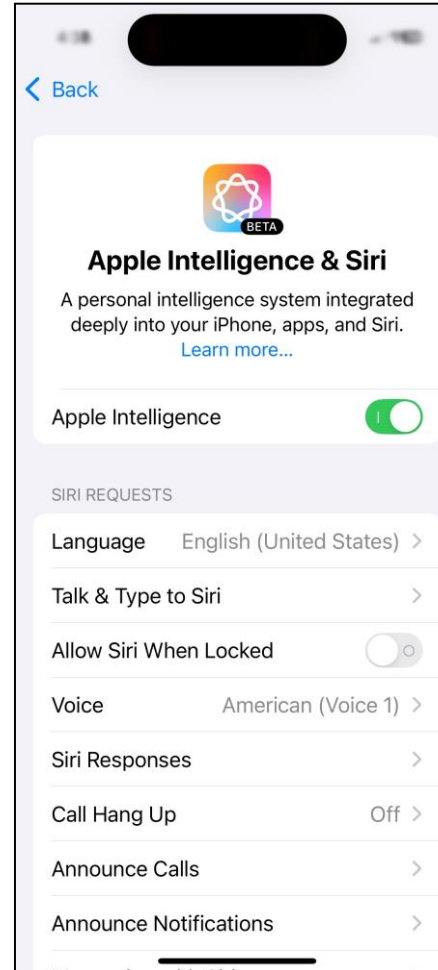 Back
BETA
Apple Intelligence & Siri
A personal intelligence system integrated
deeply into your iPhone, apps, and Siri.
Learn more...
Apple Intelligence
SIRI REQUESTS
Language English (United States)
Talk & Type to Siri
Allow Siri When Locked
Voice American (Voice 1)
Siri Responses
Call Hang Up Off
Announce Calls
Announce Notifications